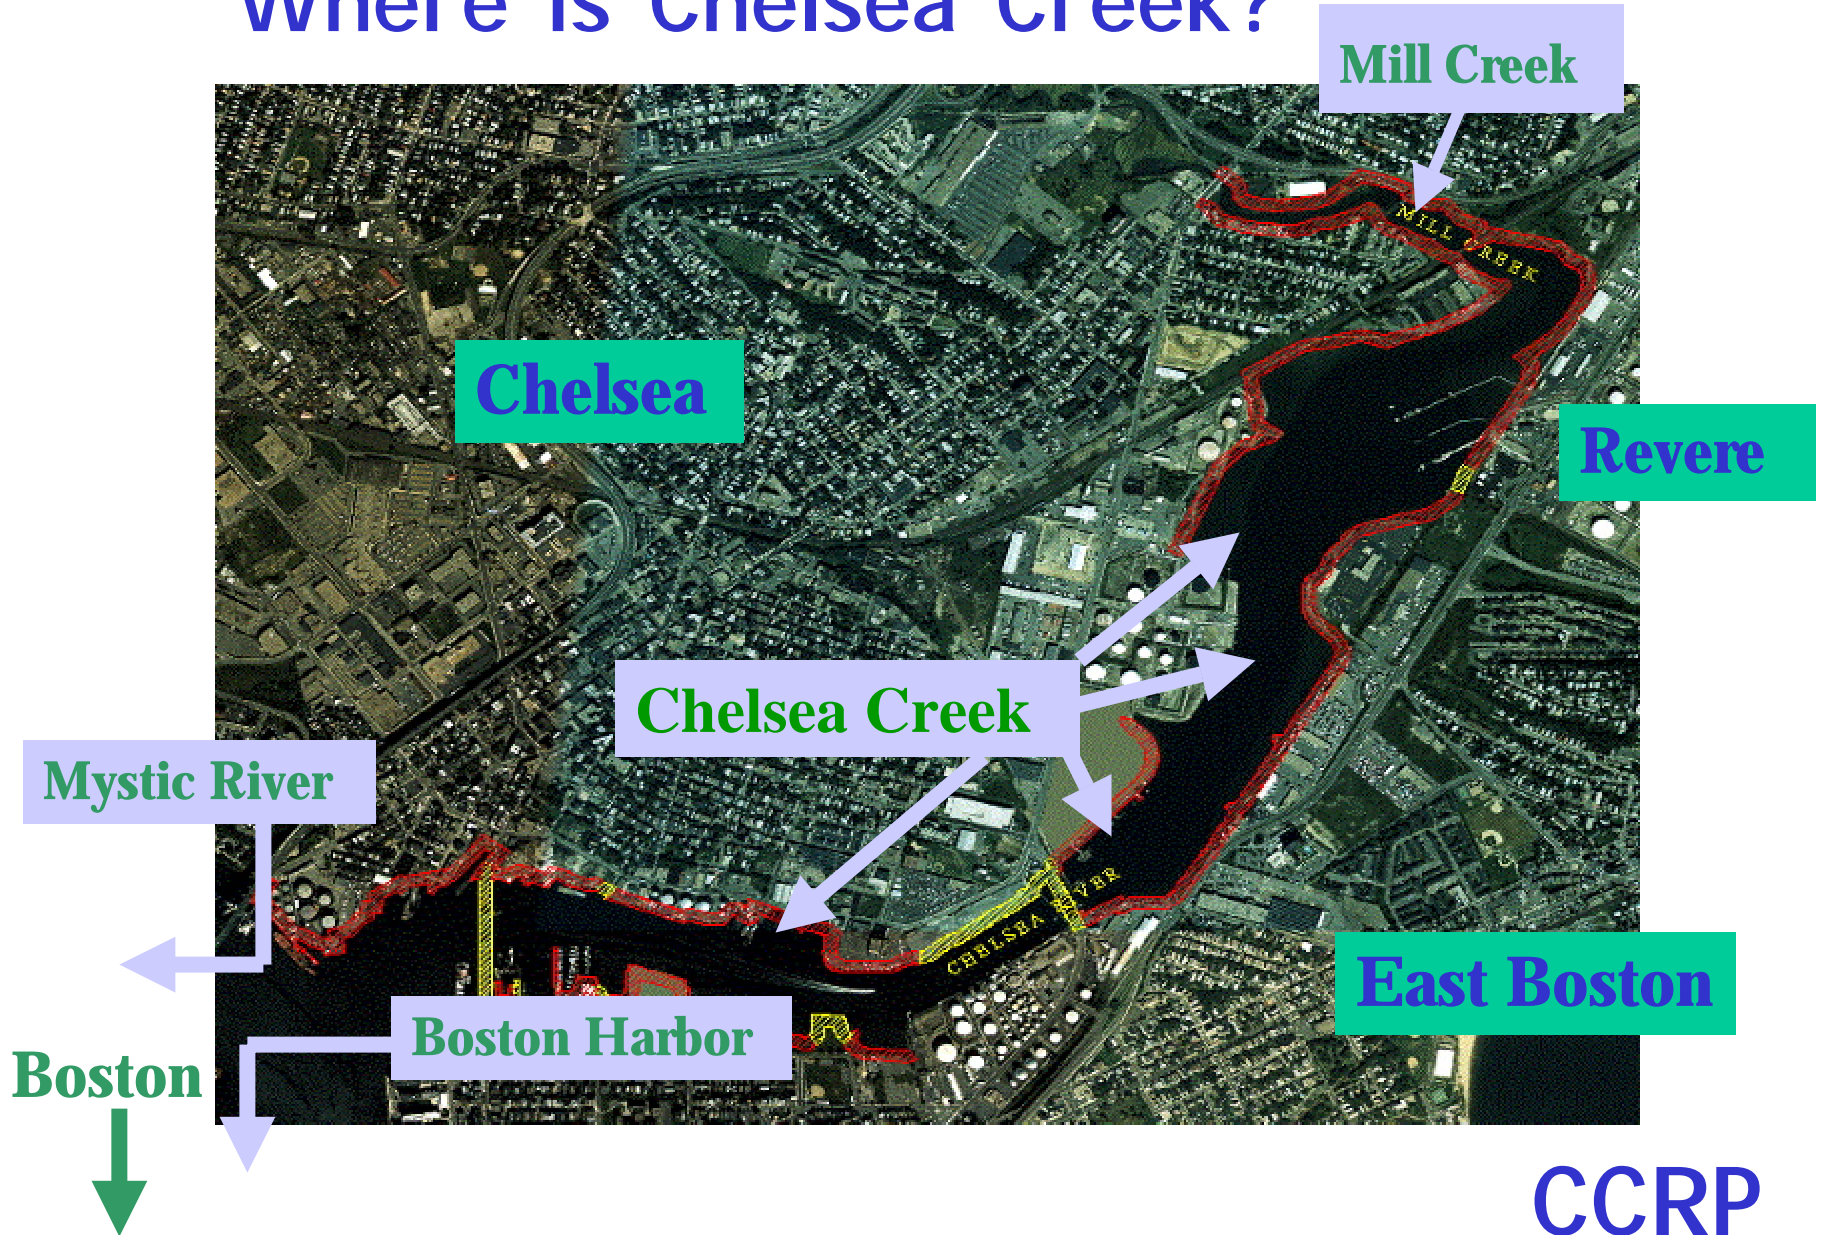 Where is Chelsea Creek?
Mill Creek
MILL CREEK
Chelsea
Revere
Chelsea Creek
Mystic River
CHELSEA RIVER
East Boston
Boston Harbor
Boston
CCRP